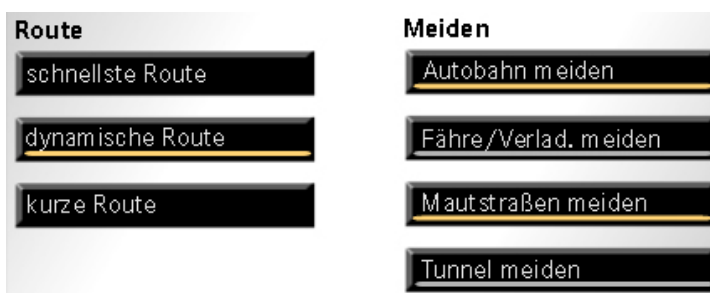 Route
schnellste Route
dynamische Route
kurze Route
Meiden
Autobahn meiden
Fähre/Verlad. meiden
Mautstraßen meiden
Tunnel meiden